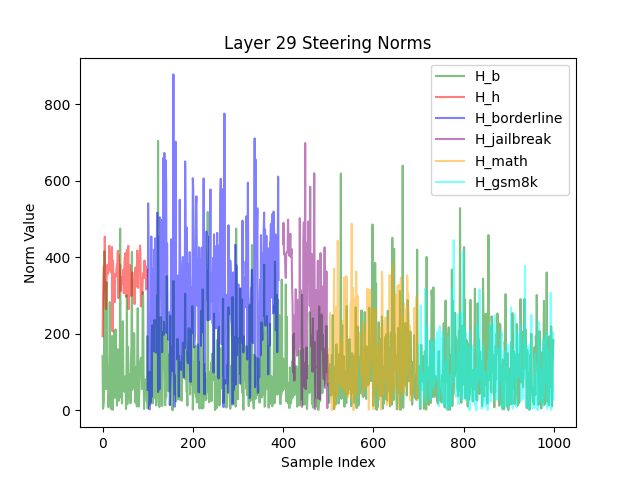 Layer 29 Steering Norms
H_b
H_h
H_borderline
H_jailbreak
H_math
H_gsm8k
Norm Value
800
600
400
200
0
0 200 400 600 800 1000
Sample Index